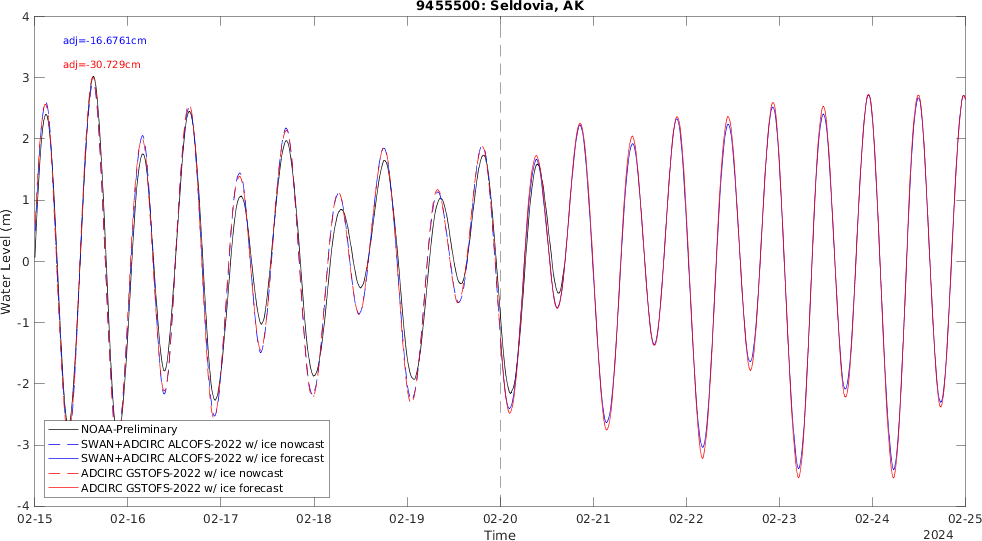 9455500: Seldovia, AK
adj=-16.6761cm
adj=-30.729cm
Water Level (m)
4
3
2
1
0
-1
-2
-3
-4
NOAA-Preliminary
SWAN+ADCIRC ALCOFS-2022 w/ ice nowcast
SWAN+ADCIRC ALCOFS-2022 w/ ice forecast
ADCIRC GSTOFS-2022 w/ ice nowcast
ADCIRC GSTOFS-2022 w/ ice forecast
02-15 02-16 02-17 02-18 02-19 02-20 02-21 02-22 02-23 02-24 02-25
Time
2024